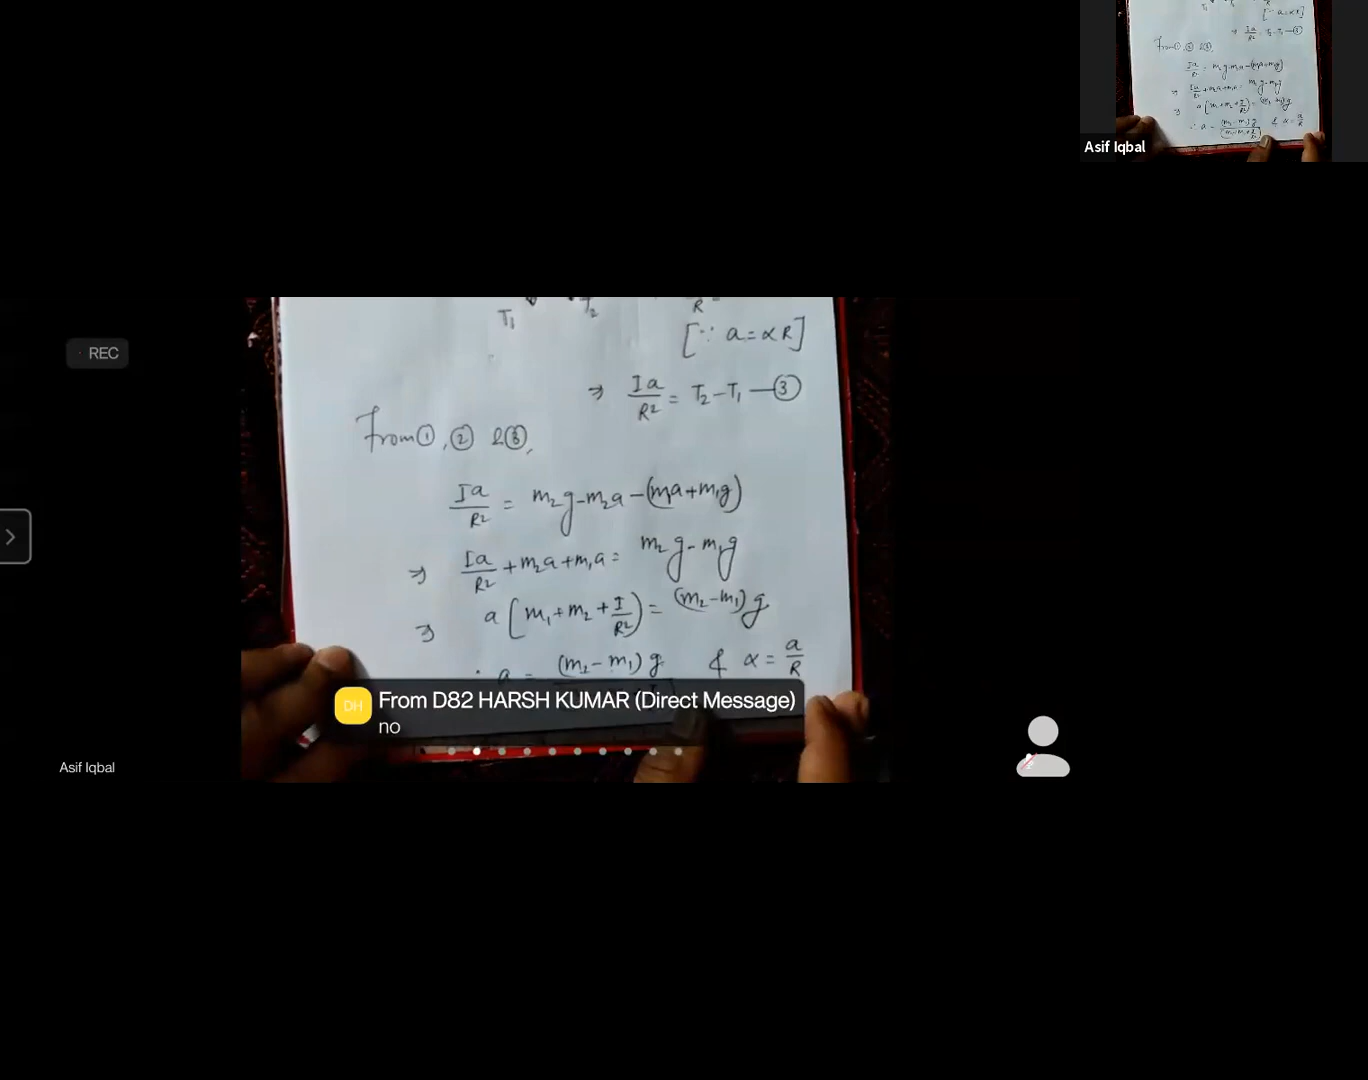 Asif Iqbal
REC
T₁ T₂ R
[∵ a = αR]
⇒ Ia/R² = T₂ - T₁ — ③
From ①, ② & ③,
Ia/R² = m₂g - m₂a - (m₁a + m₁g)
⇒ Ia/R² + m₂a + m₁a = m₂g - m₁g
⇒ a [m₁ + m₂ + I/R²) = (m₂ - m₁) g
∴ a = (m₂ - m₁) g & α = a/R
DH
From D82 HARSH KUMAR (Direct Message)
no
Asif Iqbal